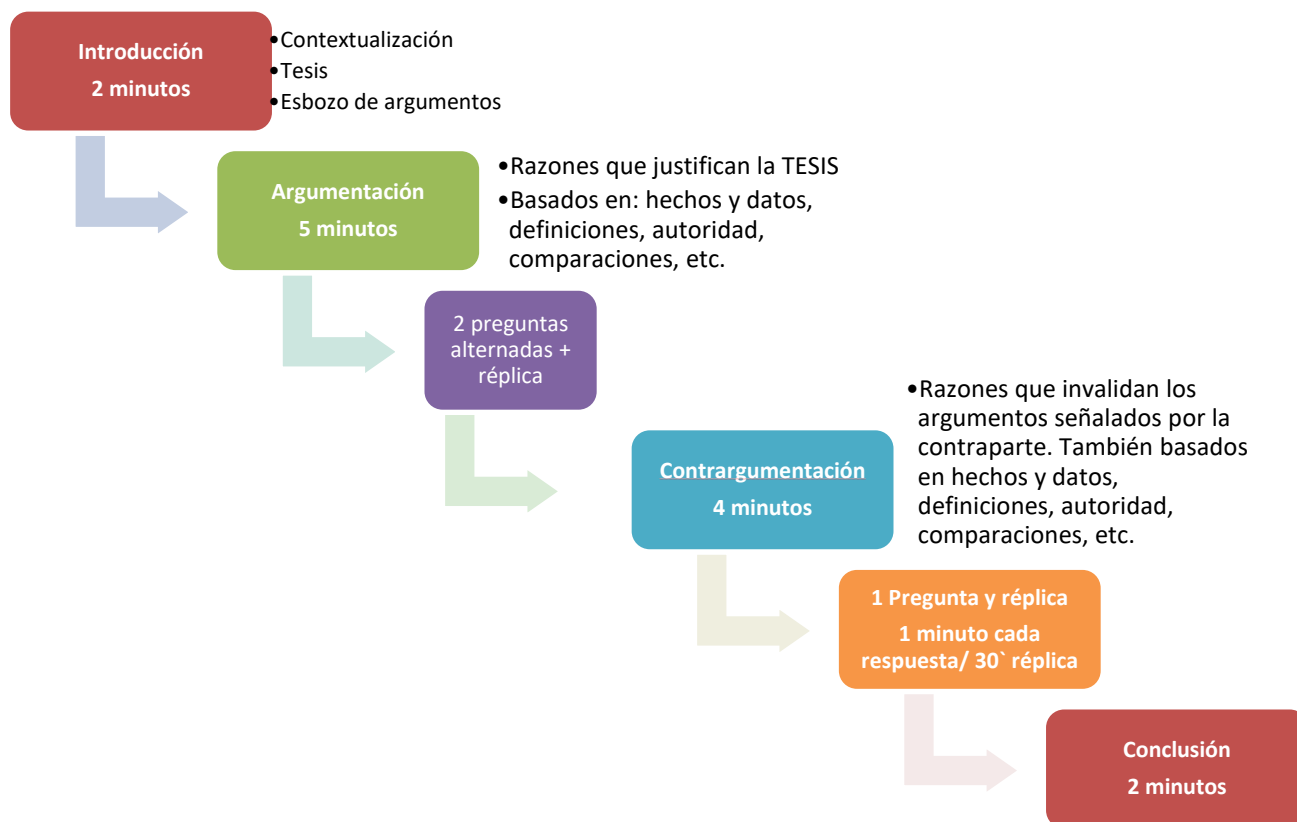 Introducción
2 minutos
•Contextualización
•Tesis
•Esbozo de argumentos
Argumentación
5 minutos
•Razones que justifican la TESIS
•Basados en: hechos y datos,
definiciones, autoridad,
comparaciones, etc.
2 preguntas
alternadas +
réplica
Contrargumentación
4 minutos
•Razones que invalidan los
argumentos señalados por la
contraparte. También basados
en hechos y datos,
definiciones, autoridad,
comparaciones, etc.
1 Pregunta y réplica
1 minuto cada
respuesta/ 30` réplica
Conclusión
2 minutos